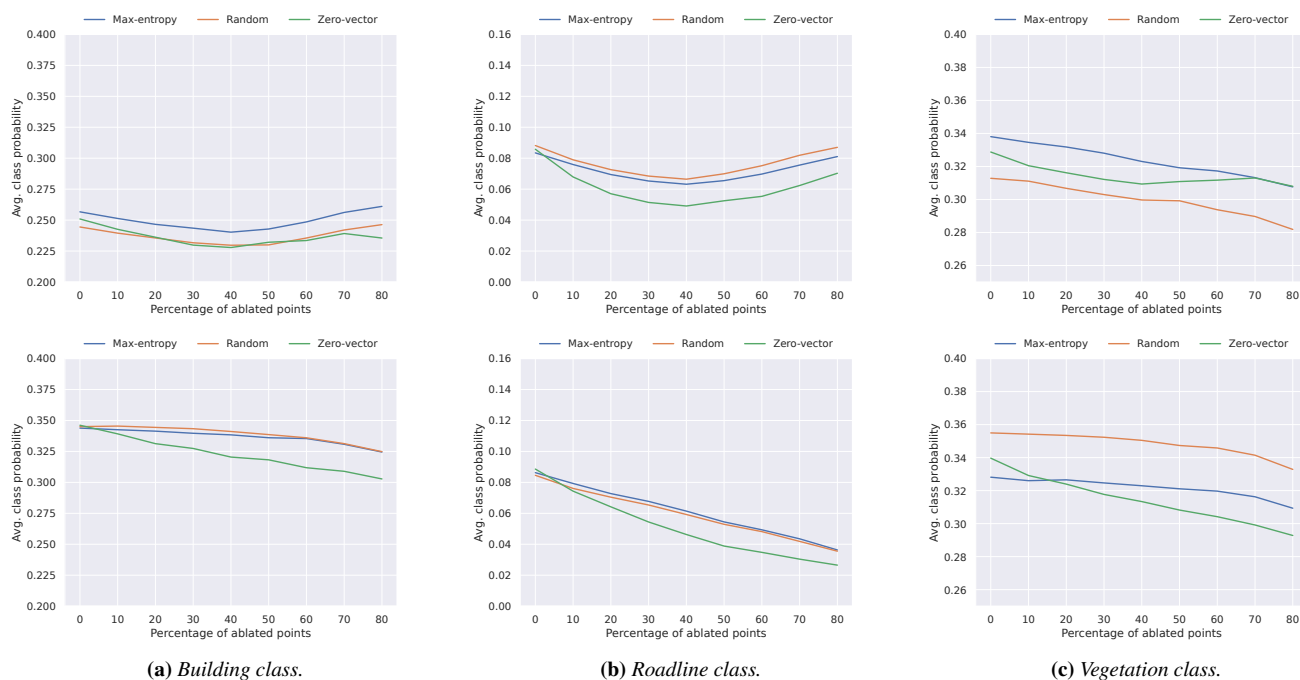 Max-entropy Random Zero-vector
0.400
0.375
0.350
0.325
0.300
0.275
0.250
0.225
0.200
Avg. class probability
0 10 20 30 40 50 60 70 80
Percentage of ablated points
Max-entropy Random Zero-vector
0.16
0.14
0.12
0.10
0.08
0.06
0.04
0.02
0.00
Avg. class probability
0 10 20 30 40 50 60 70 80
Percentage of ablated points
Max-entropy Random Zero-vector
0.40
0.38
0.36
0.34
0.32
0.30
0.28
0.26
Avg. class probability
0 10 20 30 40 50 60 70 80
Percentage of ablated points
Max-entropy Random Zero-vector
0.400
0.375
0.350
0.325
0.300
0.275
0.250
0.225
0.200
Avg. class probability
0 10 20 30 40 50 60 70 80
Percentage of ablated points
Max-entropy Random Zero-vector
0.16
0.14
0.12
0.10
0.08
0.06
0.04
0.02
0.00
Avg. class probability
0 10 20 30 40 50 60 70 80
Percentage of ablated points
Max-entropy Random Zero-vector
0.40
0.38
0.36
0.34
0.32
0.30
0.28
0.26
Avg. class probability
0 10 20 30 40 50 60 70 80
Percentage of ablated points
(a) Building class.
(b) Roadline class.
(c) Vegetation class.